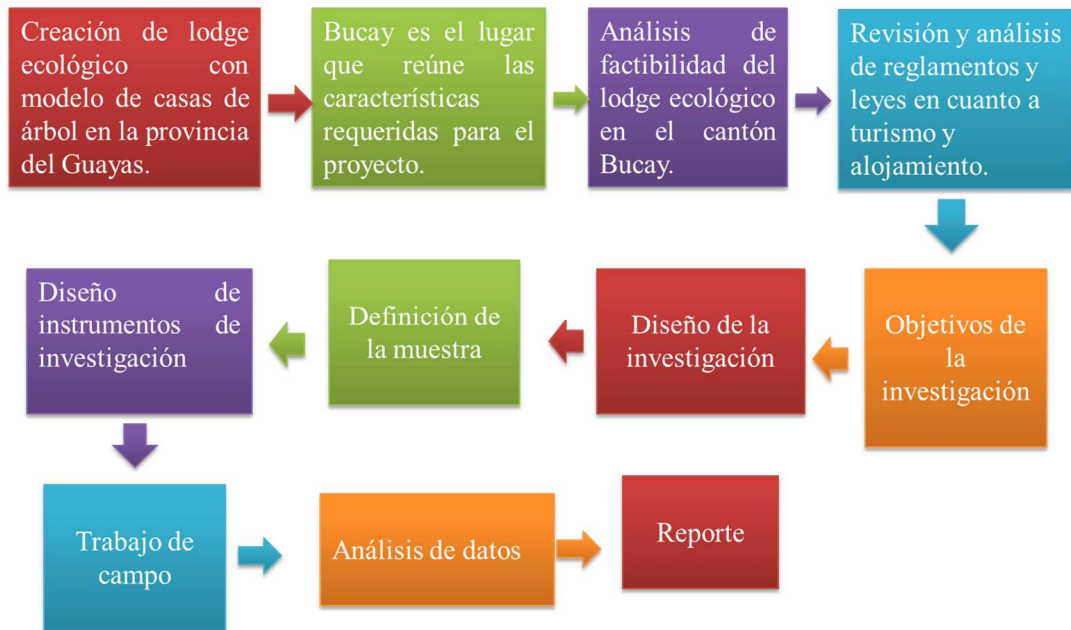 Creación de lodge
ecológico con
modelo de casas de
árbol en la provincia
del Guayas.
Bucay es el lugar
que reúne las
características
requeridas para el
proyecto.
Análisis de
factibilidad del
lodge ecológico
en el cantón
Bucay.
Revisión y análisis
de reglamentos y
leyes en cuanto a
turismo y
alojamiento.
Objetivos de
la
investigación
Diseño de la
investigación
Definición de
la muestra
Diseño de
instrumentos de
investigación
Trabajo de
campo
Análisis de datos
Reporte